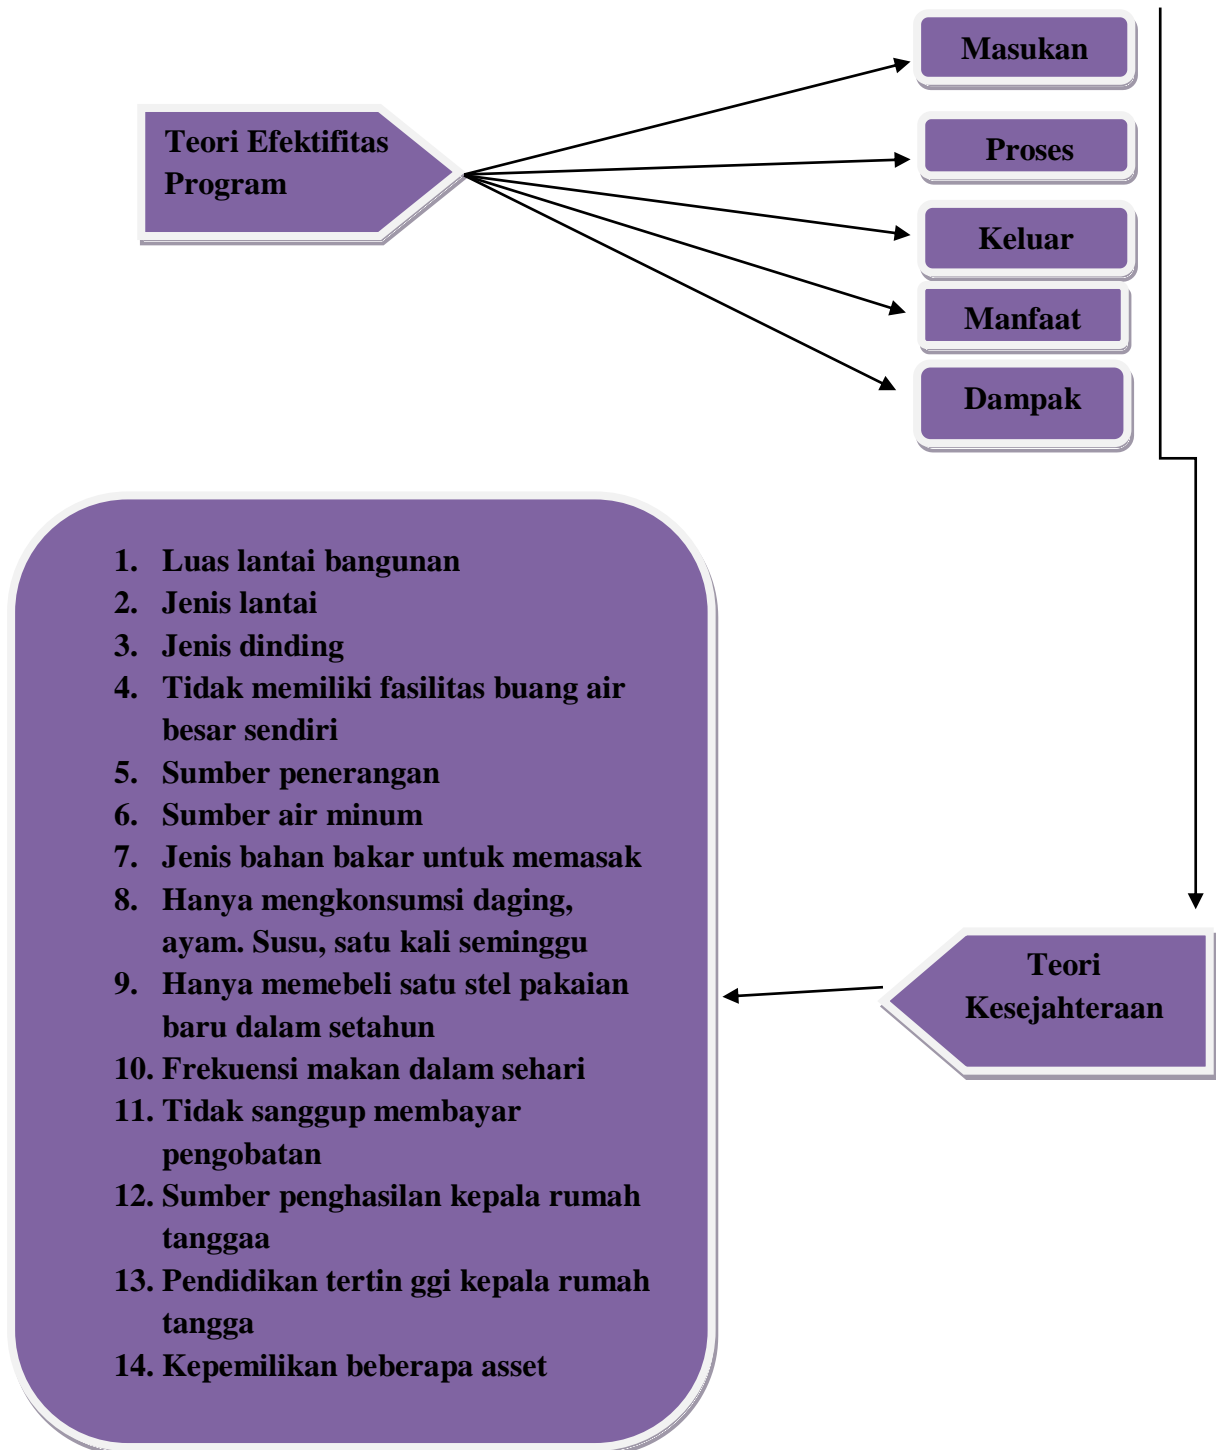 Masukan
Teori Efektifitas
Program
Proses
Keluar
Manfaat
Dampak
1. Luas lantai bangunan
2. Jenis lantai
3. Jenis dinding
4. Tidak memiliki fasilitas buang air
besar sendiri
5. Sumber penerangan
6. Sumber air minum
7. Jenis bahan bakar untuk memasak
8. Hanya mengkonsumsi daging,
ayam. Susu, satu kali seminggu
9. Hanya memebeli satu stel pakaian
baru dalam setahun
10. Frekuensi makan dalam sehari
11. Tidak sanggup membayar
pengobatan
12. Sumber penghasilan kepala rumah
tanggaa
13. Pendidikan tertin ggi kepala rumah
tangga
14. Kepemilikan beberapa asset
Teori
Kesejahteraan